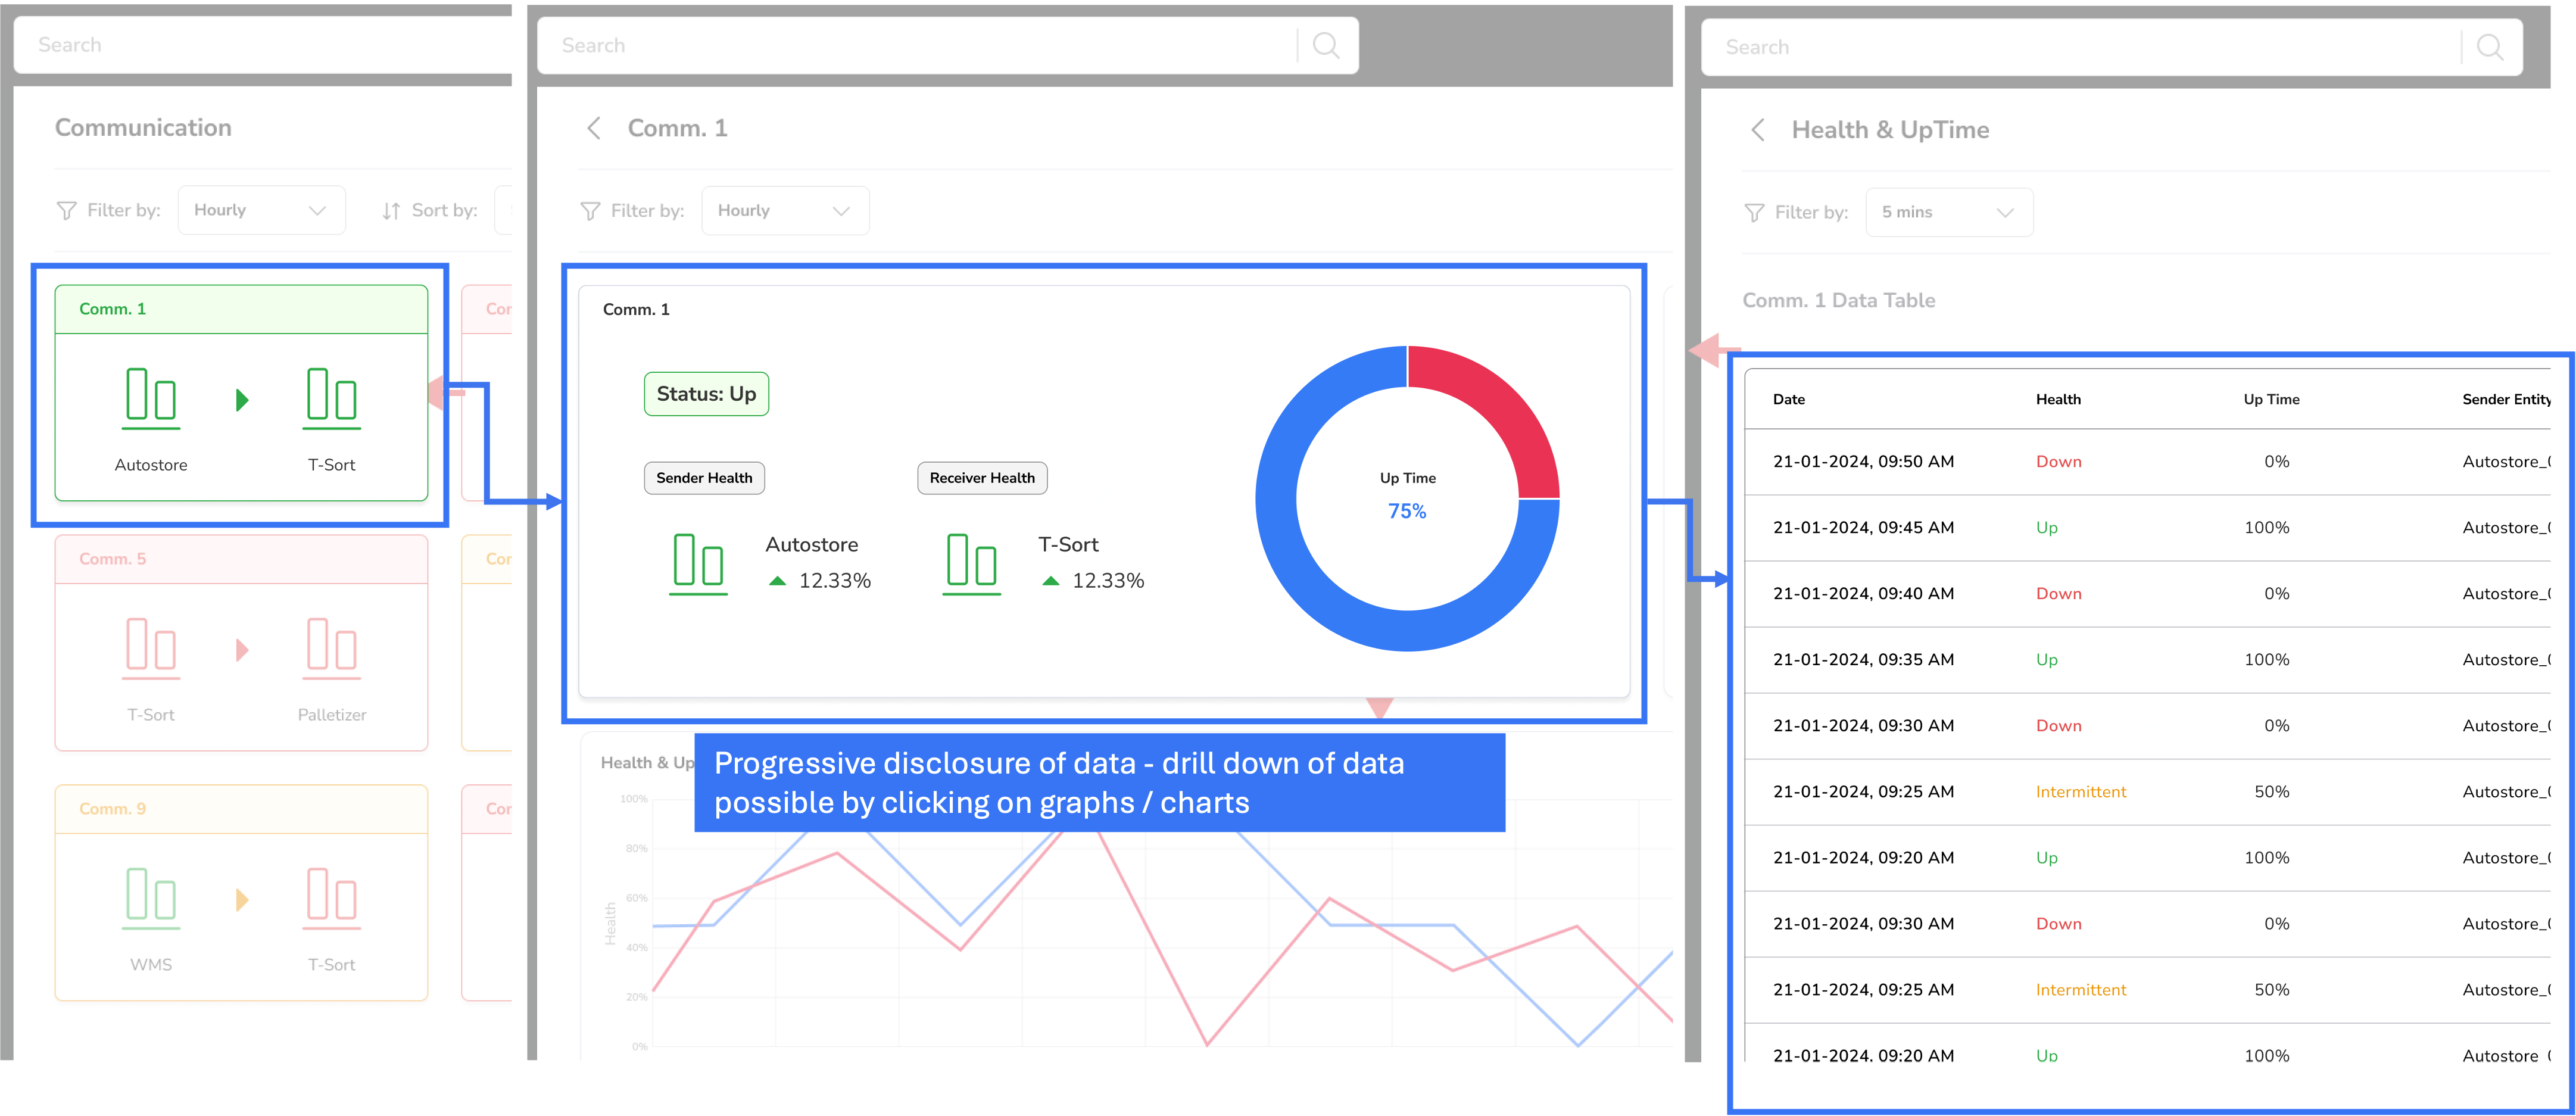 Search
Communication
Filter by:
Hourly
Sort by:
Comm. 1
Autostore
T-Sort
Comm. 5
T-Sort
Palletizer
Comm. 9
WMS
T-Sort
Search
Comm. 1
Filter by:
Hourly
Comm. 1
Status: Up
Sender Health
Receiver Health
Autostore
12.33%
T-Sort
12.33%
Up Time
75%
Progressive disclosure of data - drill down of data
possible by clicking on graphs / charts
Health & Up
Health
100%
80%
60%
40%
20%
0%
Search
Health & UpTime
Filter by:
5 mins
Comm. 1 Data Table
Date Health Up Time Sender Entity
21-01-2024, 09:50 AM Down 0% Autostore_
21-01-2024, 09:45 AM Up 100% Autostore_
21-01-2024, 09:40 AM Down 0% Autostore_
21-01-2024, 09:35 AM Up 100% Autostore_
21-01-2024, 09:30 AM Down 0% Autostore_
21-01-2024, 09:25 AM Intermittent 50% Autostore_
21-01-2024, 09:20 AM Up 100% Autostore_
21-01-2024, 09:30 AM Down 0% Autostore_
21-01-2024, 09:25 AM Intermittent 50% Autostore_
21-01-2024, 09:20 AM Up 100% Autostore